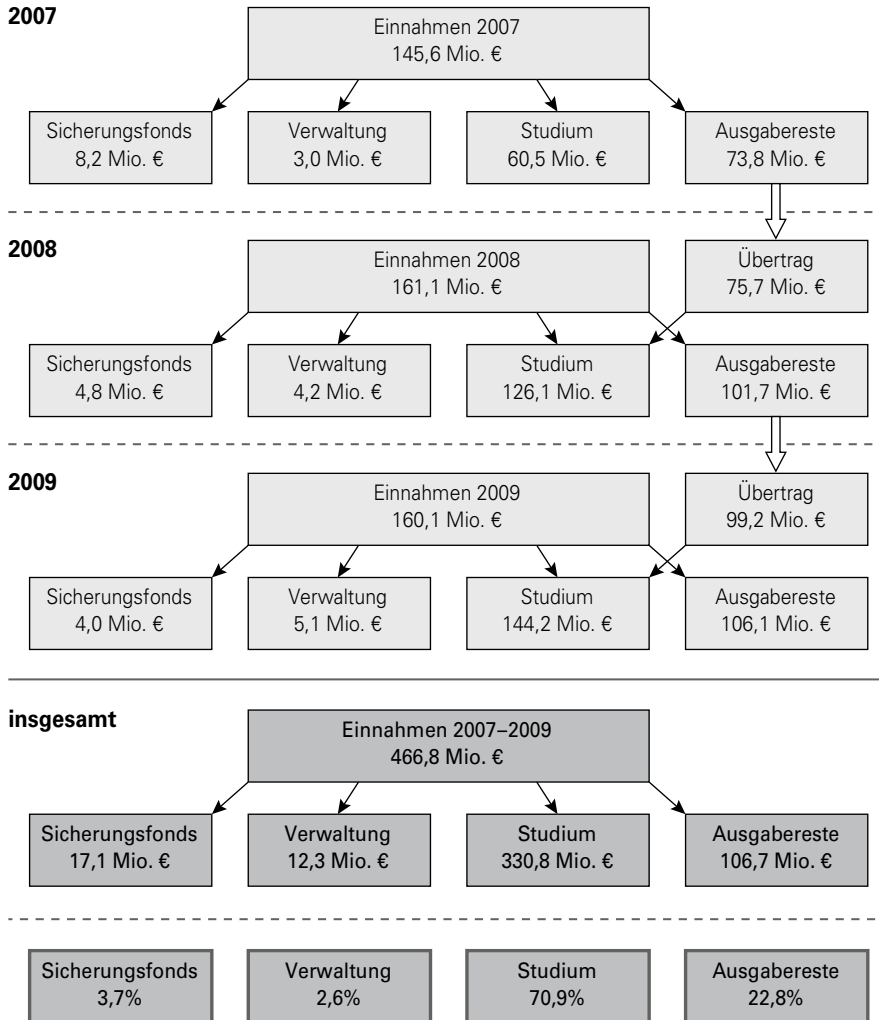 2007
Einnahmen 2007
145,6 Mio. €
Sicherungsfonds
8,2 Mio. €
Verwaltung
3,0 Mio. €
Studium
60,5 Mio. €
Ausgabereste
73,8 Mio. €
2008
Einnahmen 2008
161,1 Mio. €
Übertrag
75,7 Mio. €
Sicherungsfonds
4,8 Mio. €
Verwaltung
4,2 Mio. €
Studium
126,1 Mio. €
Ausgabereste
101,7 Mio. €
2009
Einnahmen 2009
160,1 Mio. €
Übertrag
99,2 Mio. €
Sicherungsfonds
4,0 Mio. €
Verwaltung
5,1 Mio. €
Studium
144,2 Mio. €
Ausgabereste
106,1 Mio. €
insgesamt
Einnahmen 2007–2009
466,8 Mio. €
Sicherungsfonds
17,1 Mio. €
Verwaltung
12,3 Mio. €
Studium
330,8 Mio. €
Ausgabereste
106,7 Mio. €
Sicherungsfonds
3,7%
Verwaltung
2,6%
Studium
70,9%
Ausgabereste
22,8%